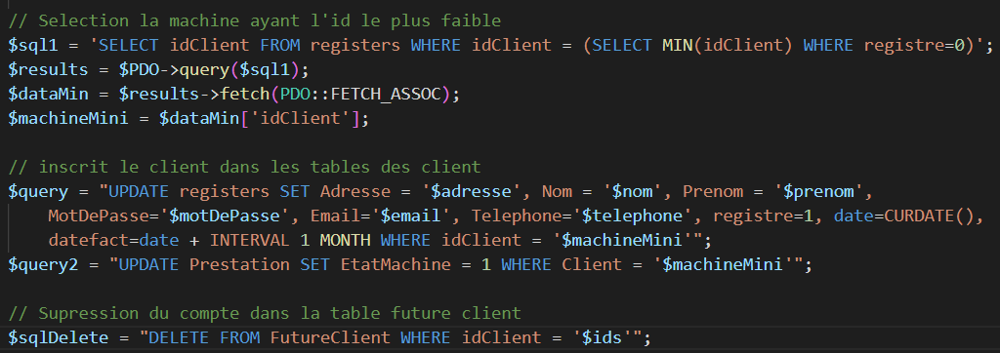 // Selection la machine ayant l'id le plus faible
$sql1 = 'SELECT idClient FROM registers WHERE idClient = (SELECT MIN(idClient) WHERE registre=0)';
$results = $PDO->query($sql1);
$dataMin = $results->fetch(PDO::FETCH_ASSOC);
$machineMini = $dataMin['idClient'];
// inscrit le client dans les tables des client
$query = "UPDATE registers SET Adresse = '$adresse', Nom = '$nom', Prenom = '$prenom',
MotDePasse='$motDePasse', Email='$email', Telephone='$telephone', registre=1, date=CURDATE(),
datefact=date + INTERVAL 1 MONTH WHERE idClient = '$machineMini'";
$query2 = "UPDATE Prestation SET EtatMachine = 1 WHERE Client = '$machineMini'";
// Supression du compte dans la table future client
$sqlDelete = "DELETE FROM FutureClient WHERE idClient = '$ids'";